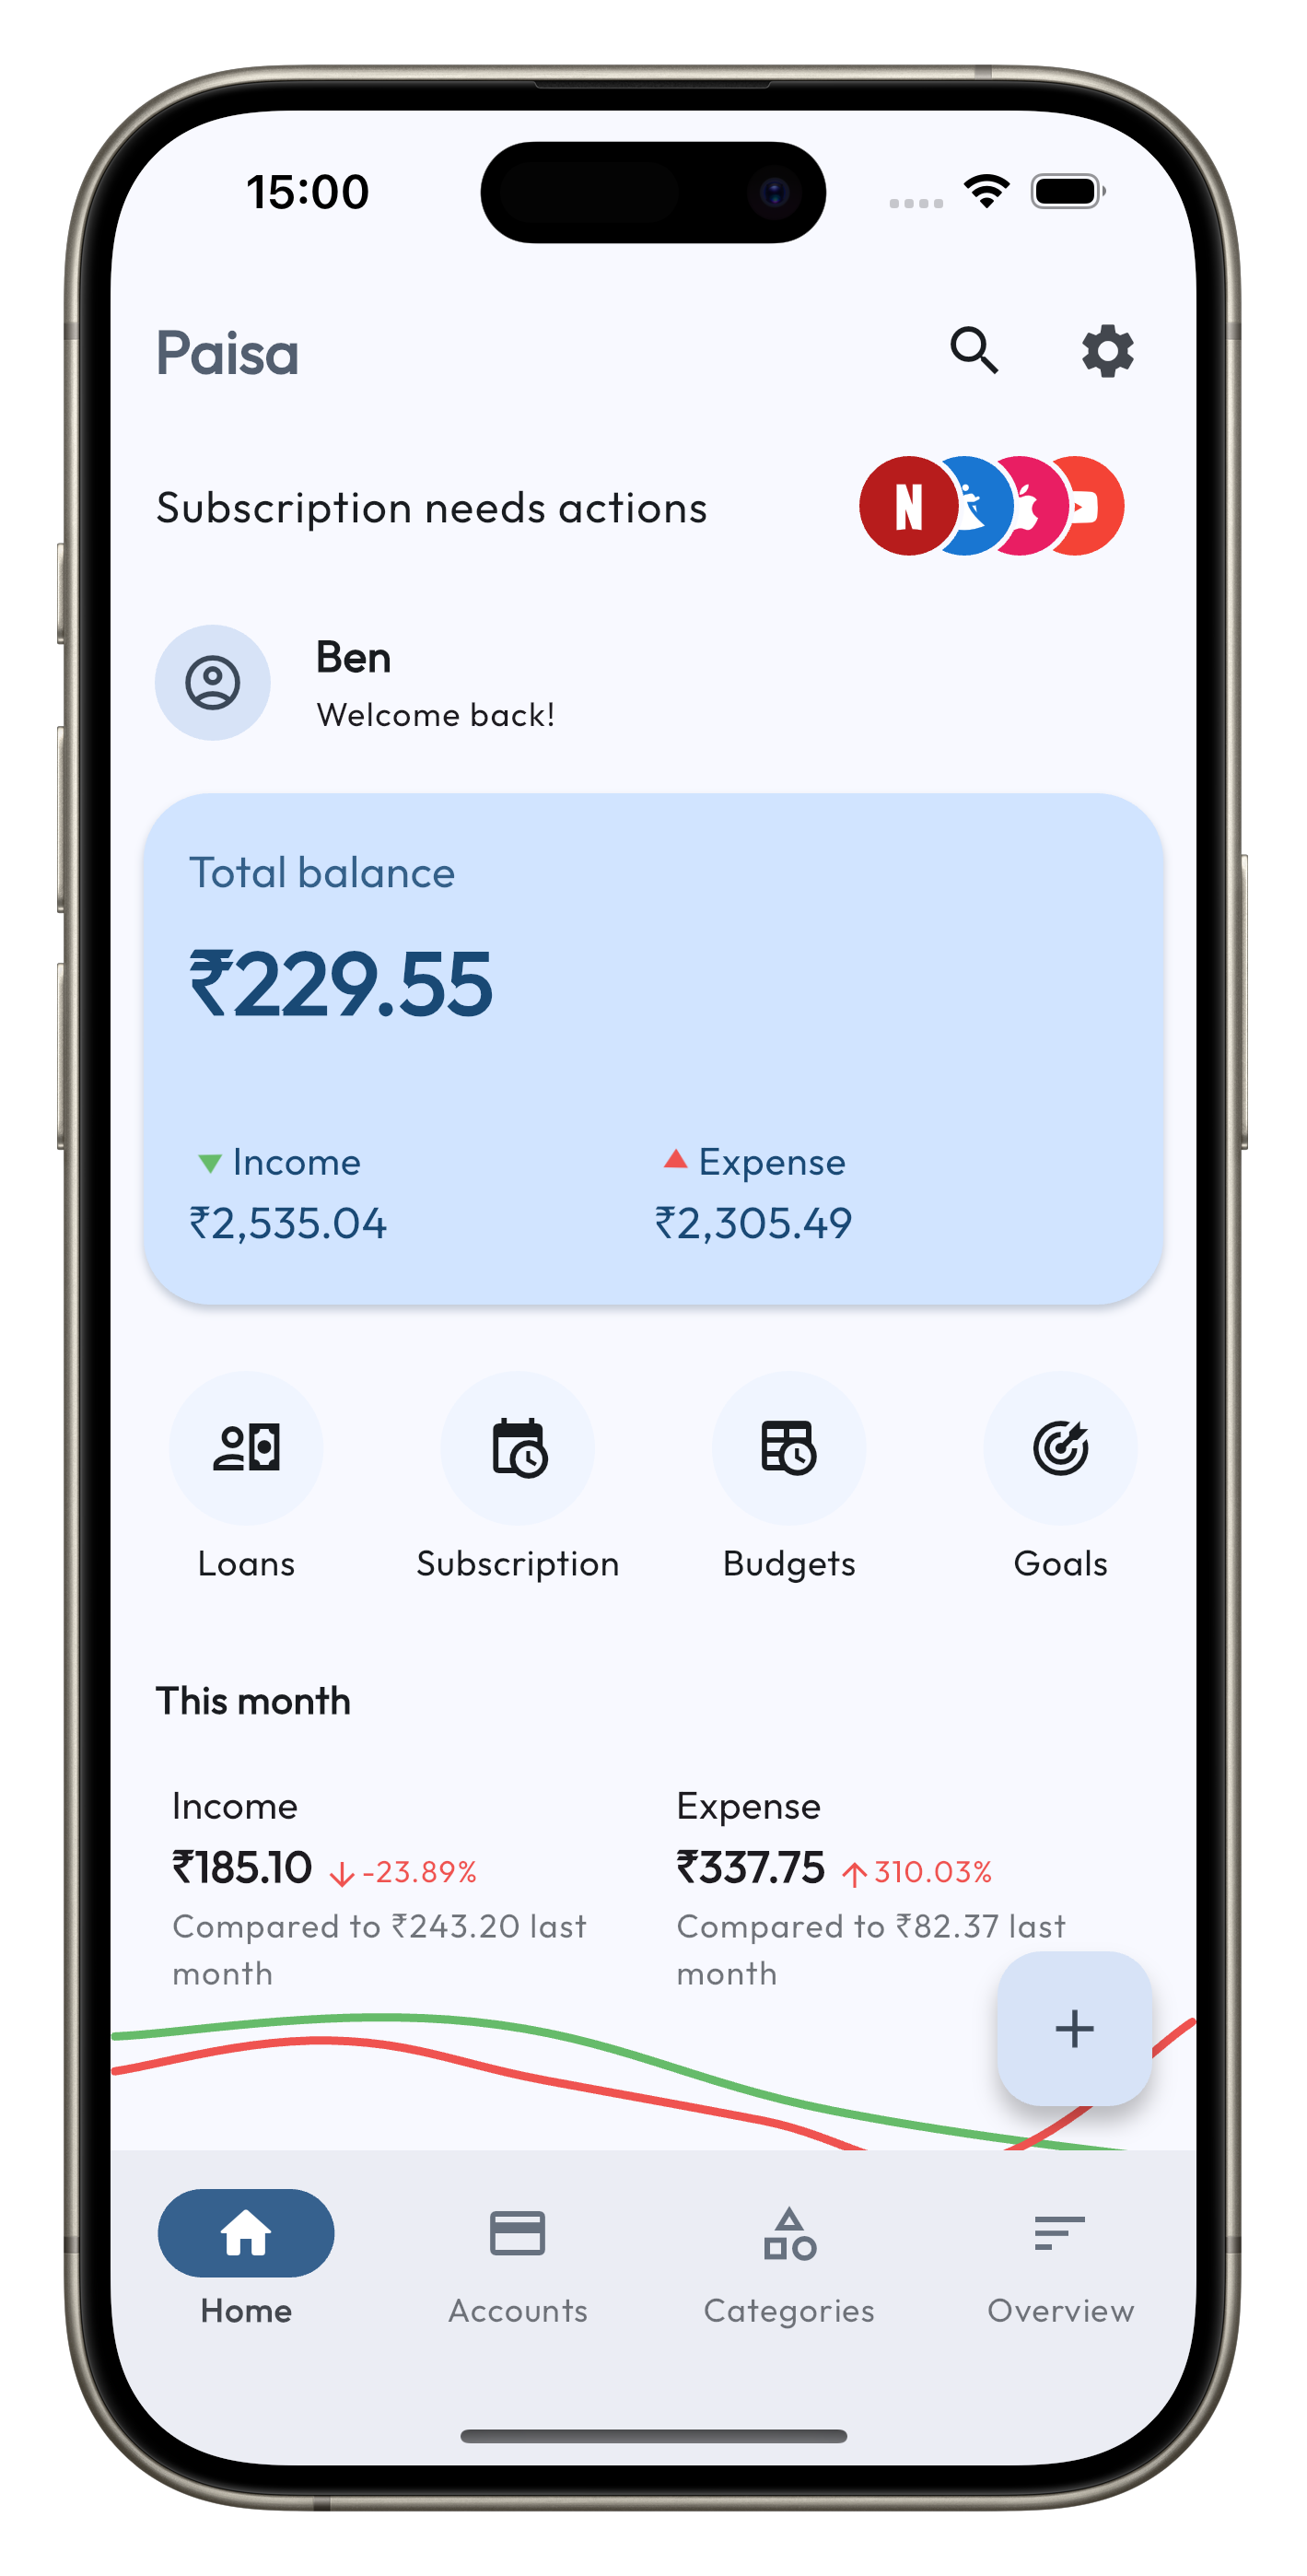 15:00
Paisa
Subscription needs actions
N
Ben
Welcome back!
Total balance
₹229.55
Income
Expense
₹2,535.04
₹2,305.49
Loans
Subscription
Budgets
Goals
This month
Income
Expense
₹185.10 ↓ -23.89%
₹337.75 ↑ 310.03%
Compared to ₹243.20 last
month
Compared to ₹82.37 last
month
+
Home
Accounts
Categories
Overview